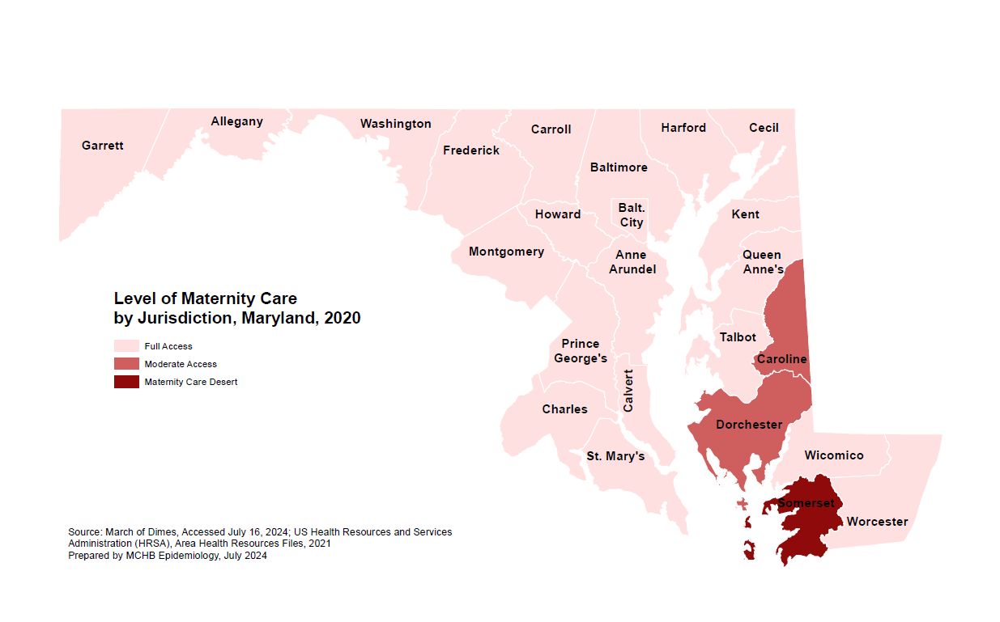 Garrett
Allegany
Washington
Frederick
Carroll
Baltimore
Harford
Cecil
Howard
Balt.
City
Kent
Montgomery
Anne
Arundel
Queen
Anne's
Level of Maternity Care
by Jurisdiction, Maryland, 2020
Full Access
Moderate Access
Maternity Care Desert
Prince
George's
Talbot
Caroline
Calvert
Charles
Dorchester
St. Mary's
Wicomico
Somerset
Worcester
Source: March of Dimes, Accessed July 16, 2024; US Health Resources and Services
Administration (HRSA), Area Health Resources Files, 2021
Prepared by MCHB Epidemiology, July 2024